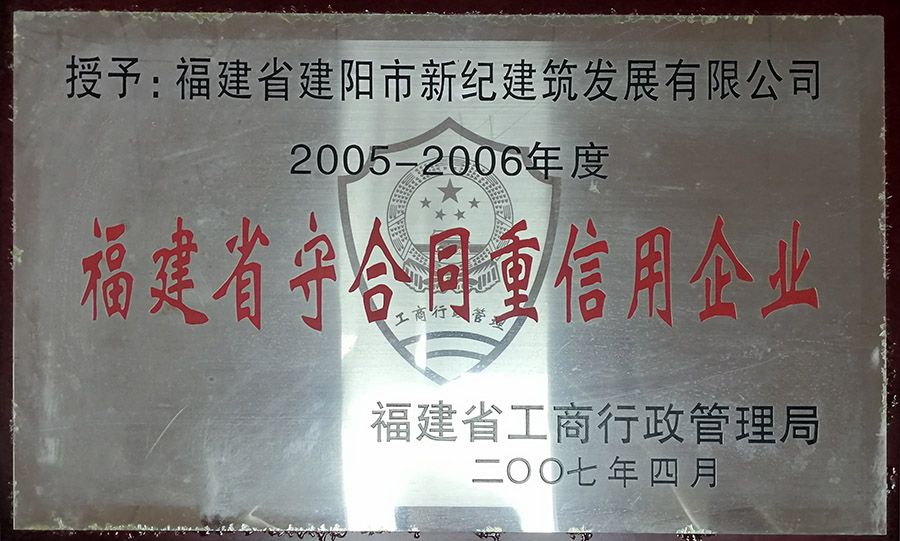 授予：福建省建阳市新纪建筑发展有限公司
2005-2006年度
福建省守合同重信用企业
工商行政管理
福建省工商行政管理局
二〇〇七年四月